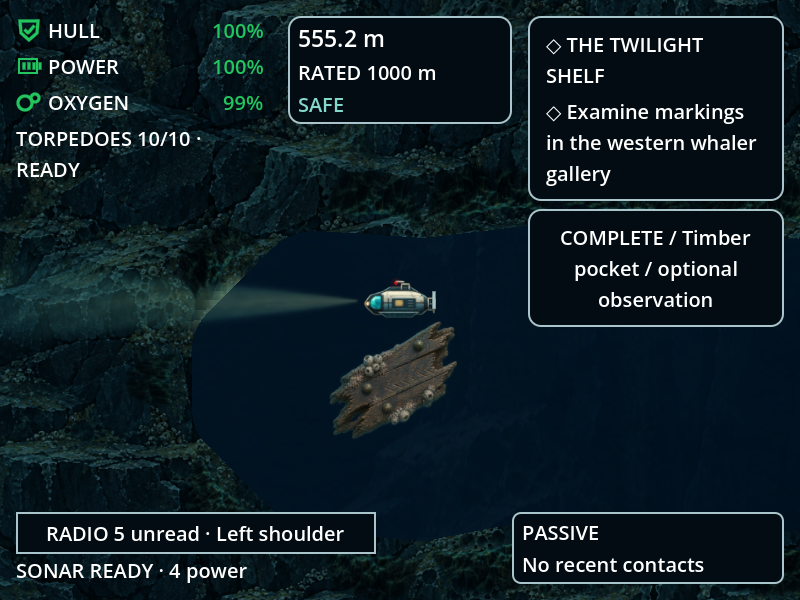 HULL 100%
POWER 100%
OXYGEN 99%
TORPEDOES 10/10 ·
READY
555.2 m
RATED 1000 m
SAFE
◇ THE TWILIGHT
SHELF
◇ Examine markings
in the western whaler
gallery
COMPLETE / Timber
pocket / optional
observation
RADIO 5 unread · Left shoulder
SONAR READY · 4 power
PASSIVE
No recent contacts